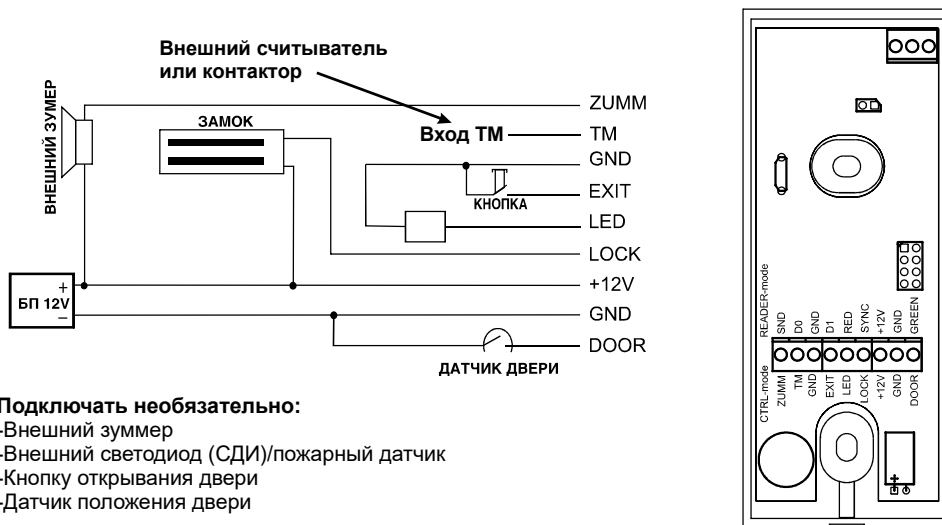 Внешний считыватель
или контактор
ВНЕШНИЙ ЗУМЕР
ЗАМОК
Вход ТМ
КНОПКА
ZUMM
TM
GND
EXIT
LED
LOCK
+12V
GND
DOOR
БП 12V
+
–
ДАТЧИК ДВЕРИ
Подключать необязательно:
-Внешний зуммер
-Внешний светодиод (СДИ)/пожарный датчик
-Кнопку открывания двери
-Датчик положения двери
READER-mode
SND
D0
GND
D1
RED
SYNC
+12V
GND
GREEN
CTRL-mode
ZUMM
TM
GND
EXIT
LED
LOCK
+12V
GND
DOOR
+